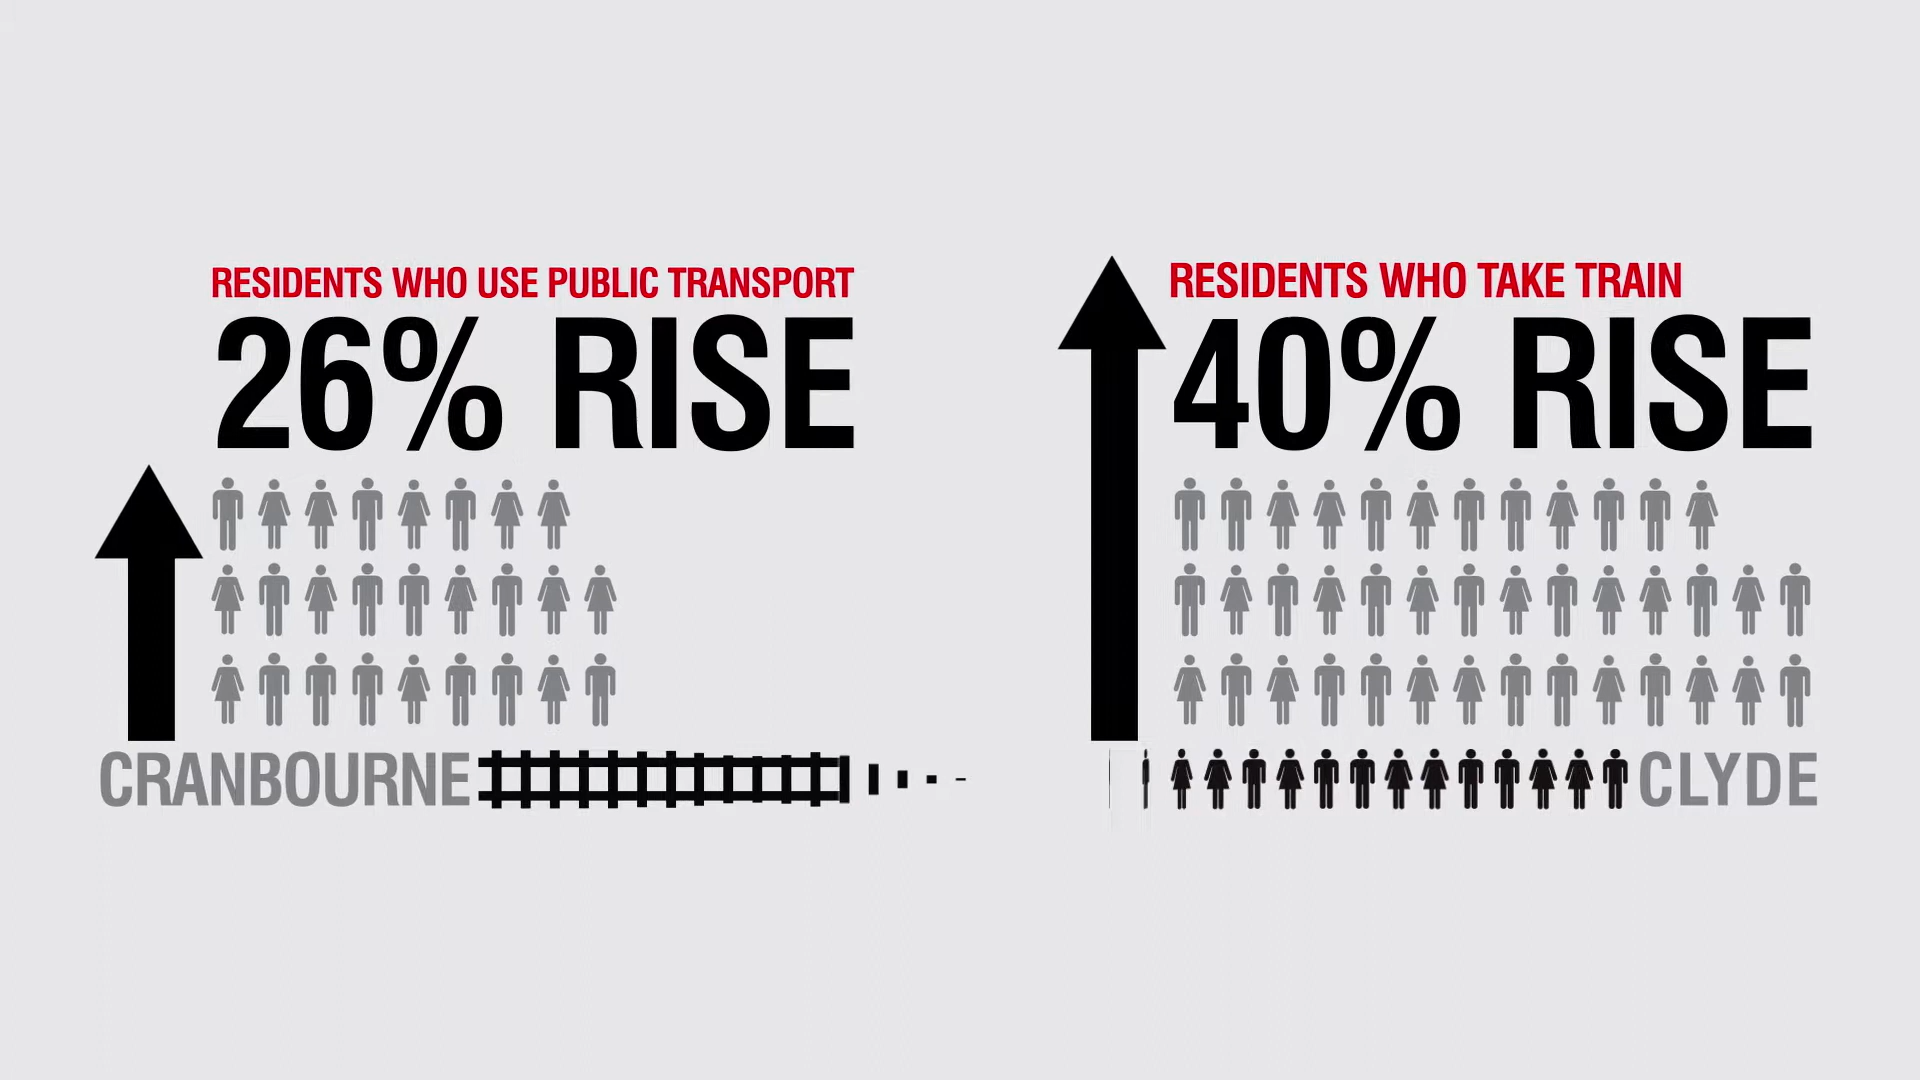 RESIDENTS WHO USE PUBLIC TRANSPORT
26% RISE
CRANBOURNE
RESIDENTS WHO TAKE TRAIN
40% RISE
CLYDE